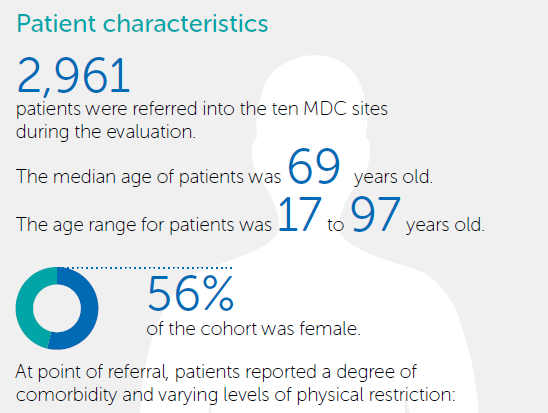 Patient characteristics
2,961
patients were referred into the ten MDC sites
during the evaluation.
The median age of patients was 69 years old.
The age range for patients was 17 to 97 years old.
56%
of the cohort was female.
At point of referral, patients reported a degree of
comorbidity and varying levels of physical restriction: